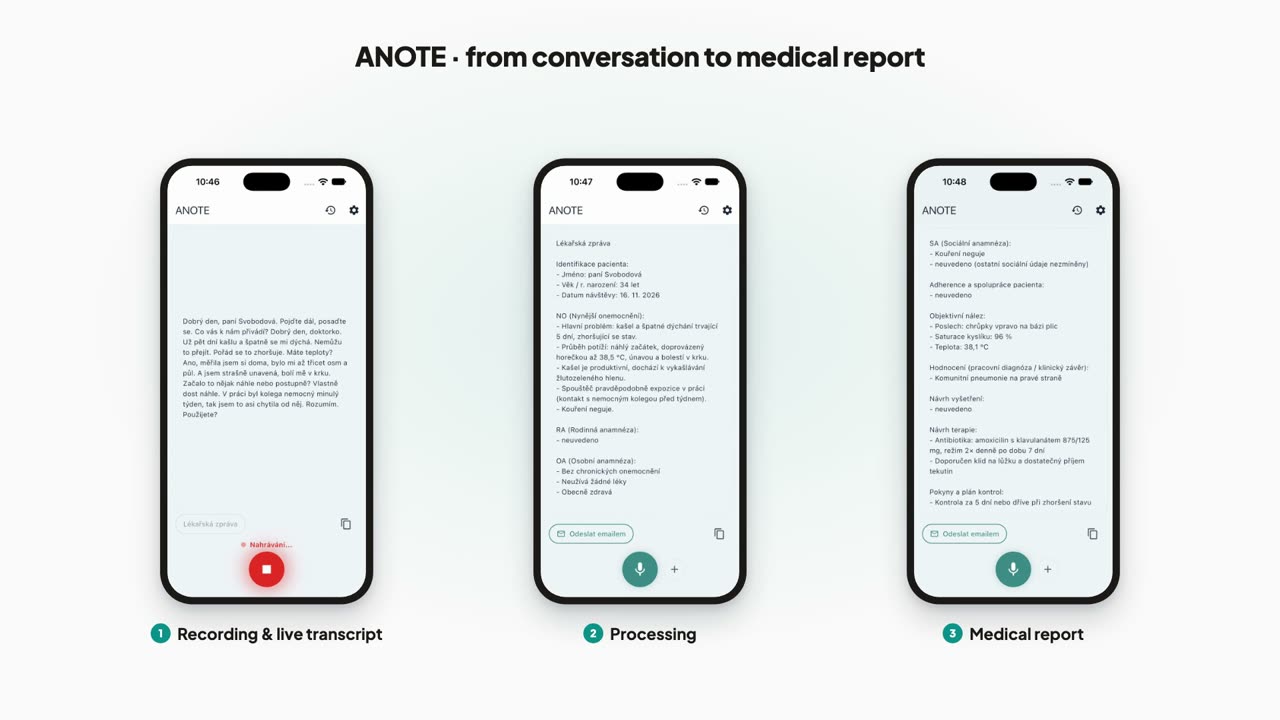 ANOTE · from conversation to medical report
10:46
ANOTE
Dobrý den, paní Svobodová. Pojďte dál, posaďte
se. Co vás k nám přivádí? Dobrý den, doktorko.
Už pět dní kašlu a špatně se mi dýchá. Nemůžu
to přejít. Pořád se to zhoršuje. Máte teploty?
Ano, měřila jsem si doma, bylo mi až třicet osm a
půl. A jsem strašně unavená, bolí mě v krku.
Začalo to nějak náhle nebo postupně? Vlastně
dost náhle. V práci byl kolega nemocný minulý
týden, tak jsem to asi chytila od něj. Rozumím.
Použijete?
Lékařská zpráva
Nahrávání...
1 Recording & live transcript
10:47
ANOTE
Lékařská zpráva
Identifikace pacienta:
- Jméno: paní Svobodová
- Věk / r. narození: 34 let
- Datum návštěvy: 16. 11. 2026
NO (Nynější onemocnění):
- Hlavní problém: kašel a špatné dýchání trvající
5 dní, zhoršující se stav.
- Průběh potíží: náhlý začátek, doprovázený
horečkou až 38,5 °C, únavou a bolestí v krku.
- Kašel je produktivní, dochází k vykašlávání
žlutozeleného hlenu.
- Spouštěč pravděpodobně expozice v práci
(kontakt s nemocným kolegou před týdnem).
- Kouření neguje.
RA (Rodinná anamnéza):
- neuvedeno
OA (Osobní anamnéza):
- Bez chronických onemocnění
- Neužívá žádné léky
- Obecně zdravá
Odeslat emailem
2 Processing
10:48
ANOTE
SA (Sociální anamnéza):
- Kouření neguje
- neuvedeno (ostatní sociální údaje nezmíněny)
Adherence a spolupráce pacienta:
- neuvedeno
Objektivní nález:
- Poslech: chrůpky vpravo na bázi plic
- Saturace kyslíku: 96 %
- Teplota: 38,1 °C
Hodnocení (pracovní diagnóza / klinický závěr):
- Komunitní pneumonie na pravé straně
Návrh vyšetření:
- neuvedeno
Návrh terapie:
- Antibiotika: amoxicilin s klavulanátem 875/125
mg, režim 2× denně po dobu 7 dní
- Doporučen klid na lůžku a dostatečný příjem
tekutin
Pokyny a plán kontrol:
- Kontrola za 5 dní nebo dříve při zhoršení stavu
Odeslat emailem
3 Medical report